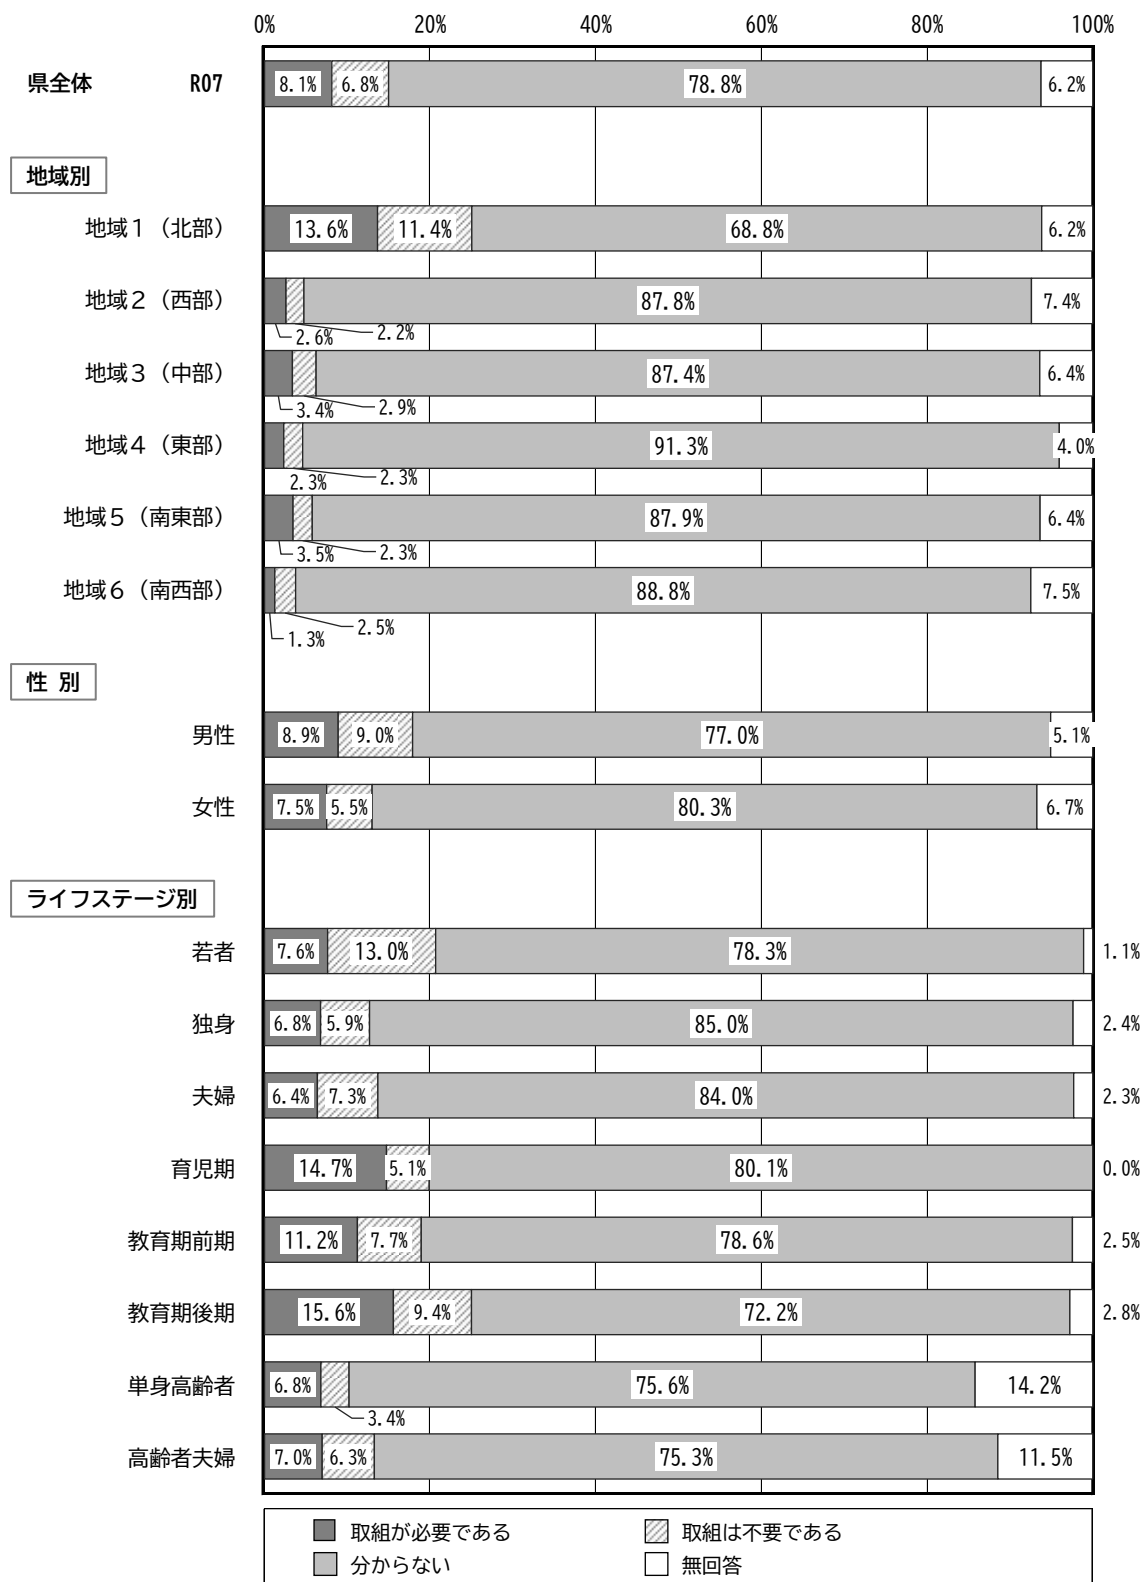 0% 20% 40% 60% 80% 100%
県全体 R07 8.1% 6.8% 78.8% 6.2%
地域別
地域1（北部） 13.6% 11.4% 68.8% 6.2%
地域2（西部） 87.8% 7.4%
2.6% 2.2%
地域3（中部） 87.4% 6.4%
3.4% 2.9%
地域4（東部） 91.3% 4.0%
2.3% 2.3%
地域5（南東部） 87.9% 6.4%
3.5% 2.3%
地域6（南西部） 88.8% 7.5%
1.3% 2.5%
性 別
男性 8.9% 9.0% 77.0% 5.1%
女性 7.5% 5.5% 80.3% 6.7%
ライフステージ別
若者 7.6% 13.0% 78.3% 1.1%
独身 6.8% 5.9% 85.0% 2.4%
夫婦 6.4% 7.3% 84.0% 2.3%
育児期 14.7% 5.1% 80.1% 0.0%
教育期前期 11.2% 7.7% 78.6% 2.5%
教育期後期 15.6% 9.4% 72.2% 2.8%
単身高齢者 6.8% 75.6% 14.2%
3.4%
高齢者夫婦 7.0% 6.3% 75.3% 11.5%
取組が必要である 取組は不要である
分からない 無回答